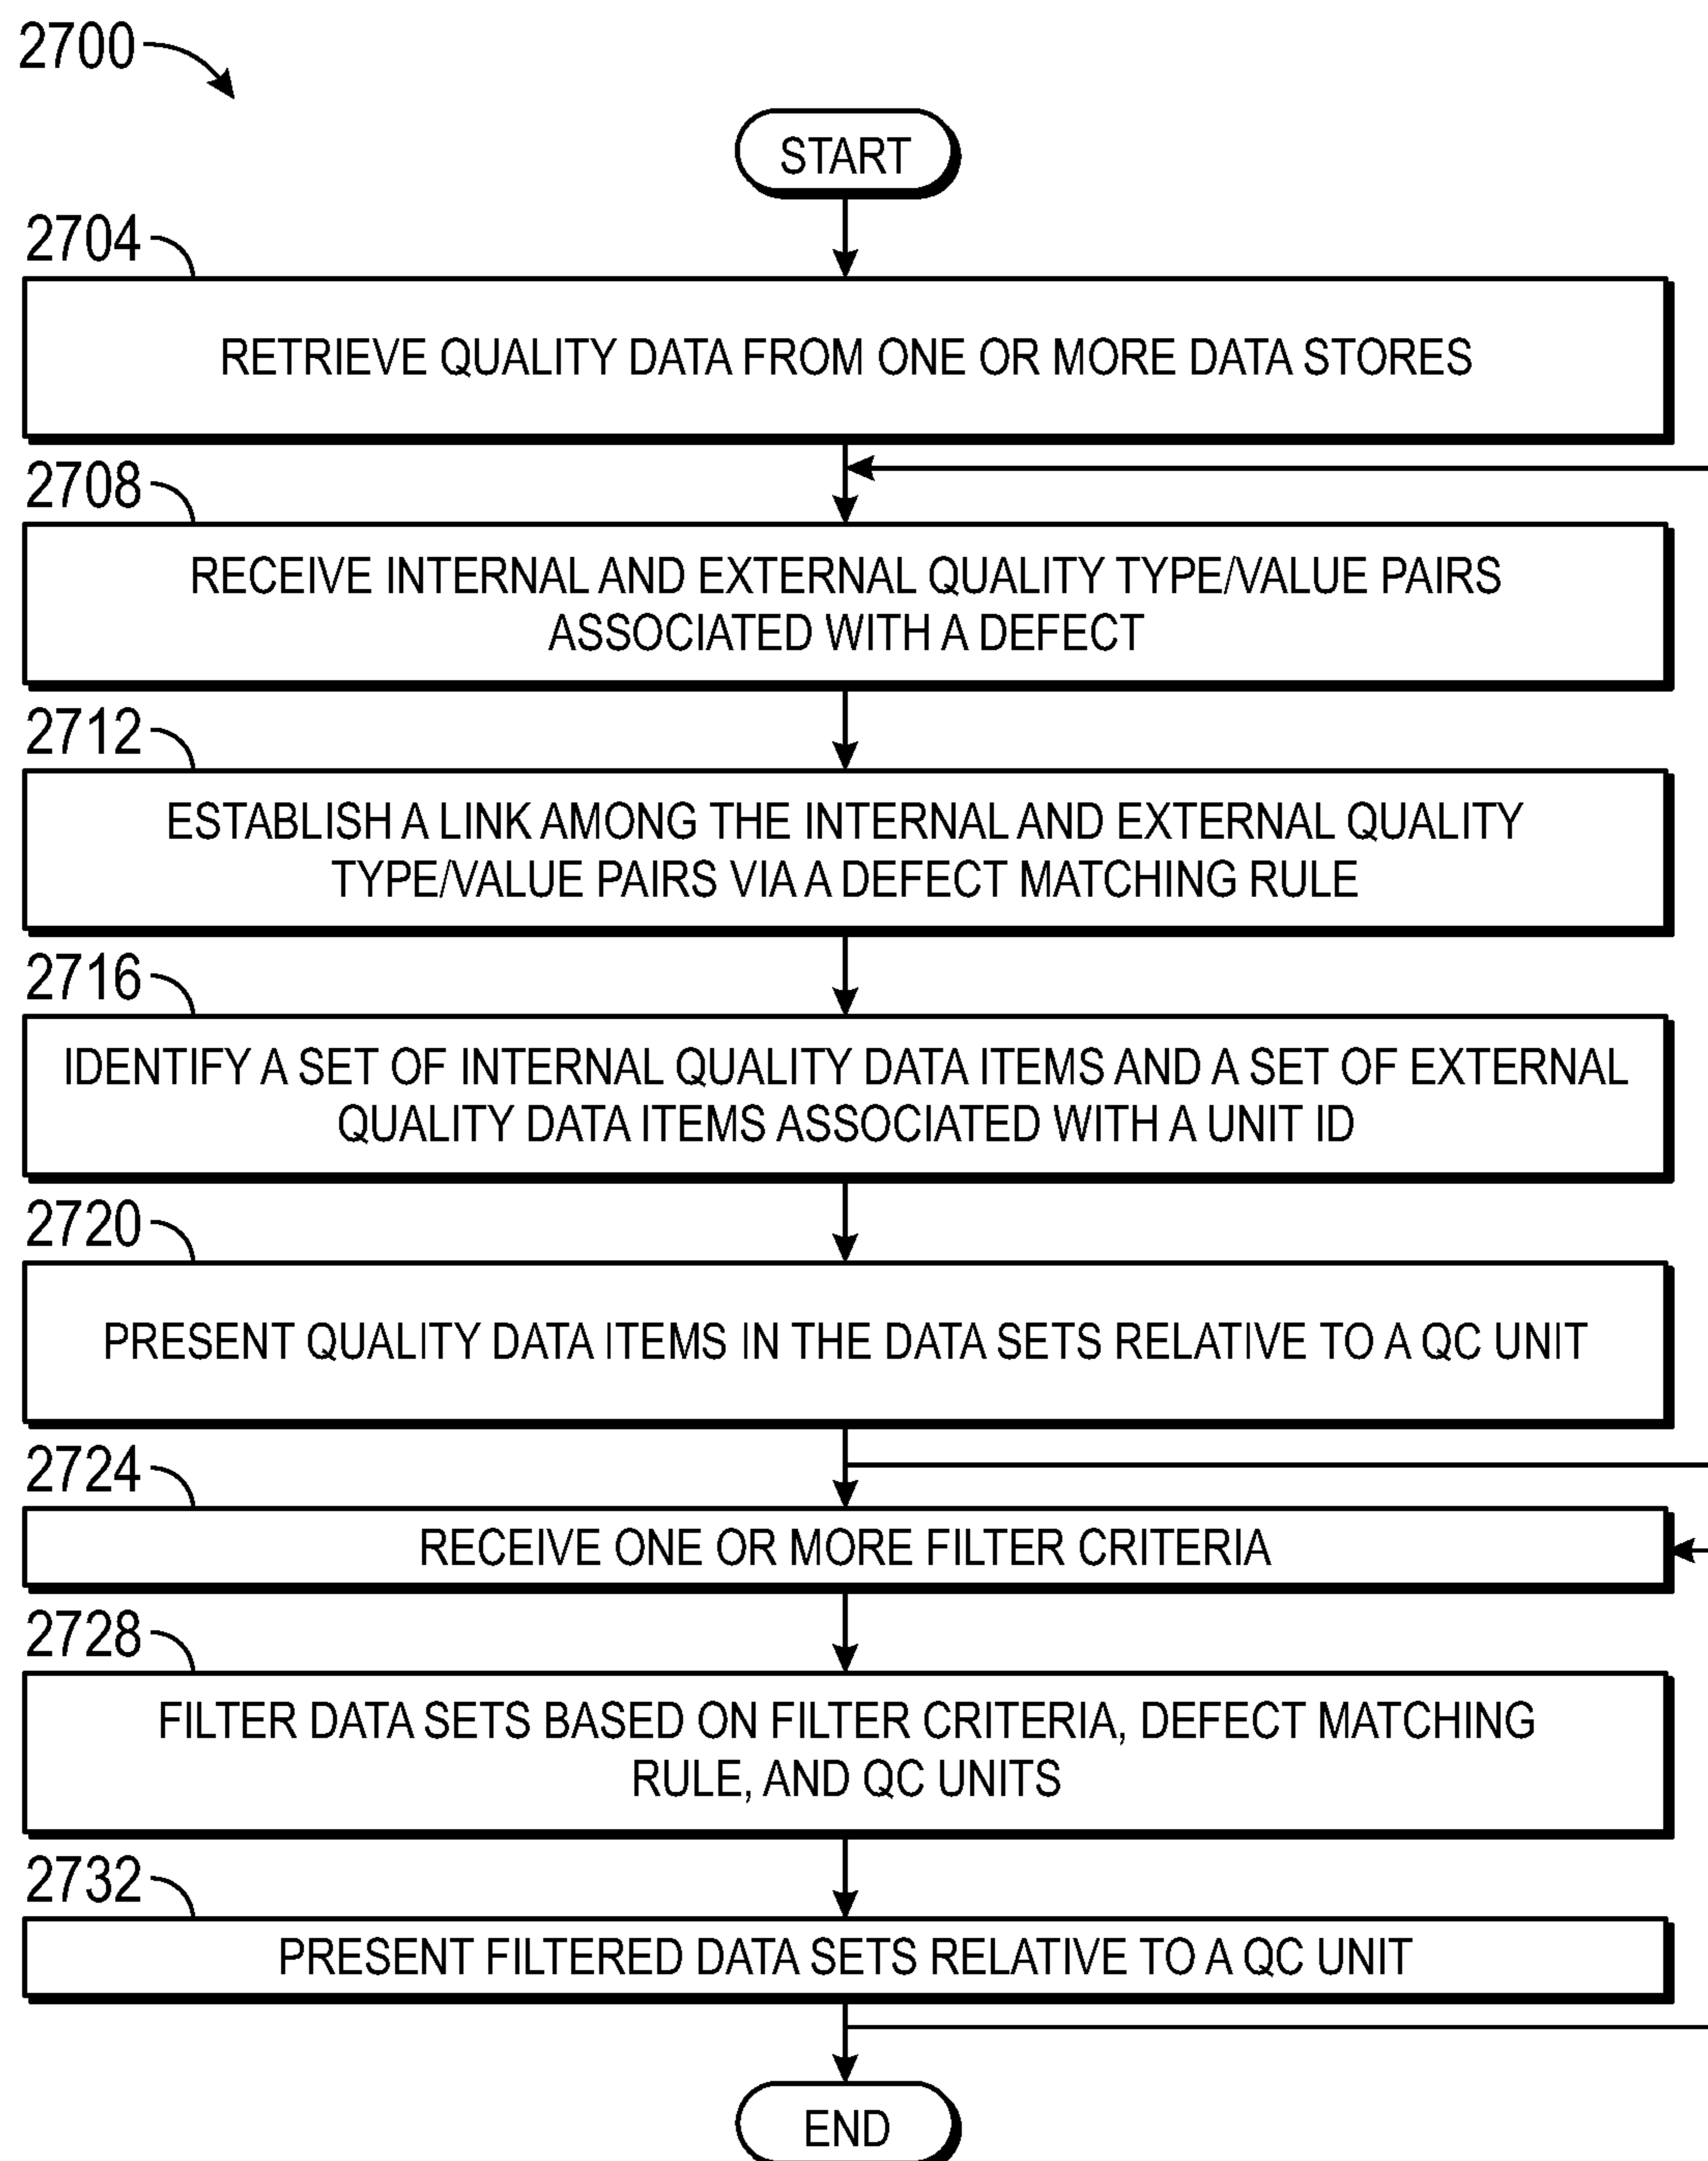 2700
START
2704
RETRIEVE QUALITY DATA FROM ONE OR MORE DATA STORES
2708
RECEIVE INTERNAL AND EXTERNAL QUALITY TYPE/VALUE PAIRS
ASSOCIATED WITH A DEFECT
2712
ESTABLISH A LINK AMONG THE INTERNAL AND EXTERNAL QUALITY
TYPE/VALUE PAIRS VIA A DEFECT MATCHING RULE
2716
IDENTIFY A SET OF INTERNAL QUALITY DATA ITEMS AND A SET OF EXTERNAL
QUALITY DATA ITEMS ASSOCIATED WITH A UNIT ID
2720
PRESENT QUALITY DATA ITEMS IN THE DATA SETS RELATIVE TO A QC UNIT
2724
RECEIVE ONE OR MORE FILTER CRITERIA
2728
FILTER DATA SETS BASED ON FILTER CRITERIA, DEFECT MATCHING
RULE, AND QC UNITS
2732
PRESENT FILTERED DATA SETS RELATIVE TO A QC UNIT
END